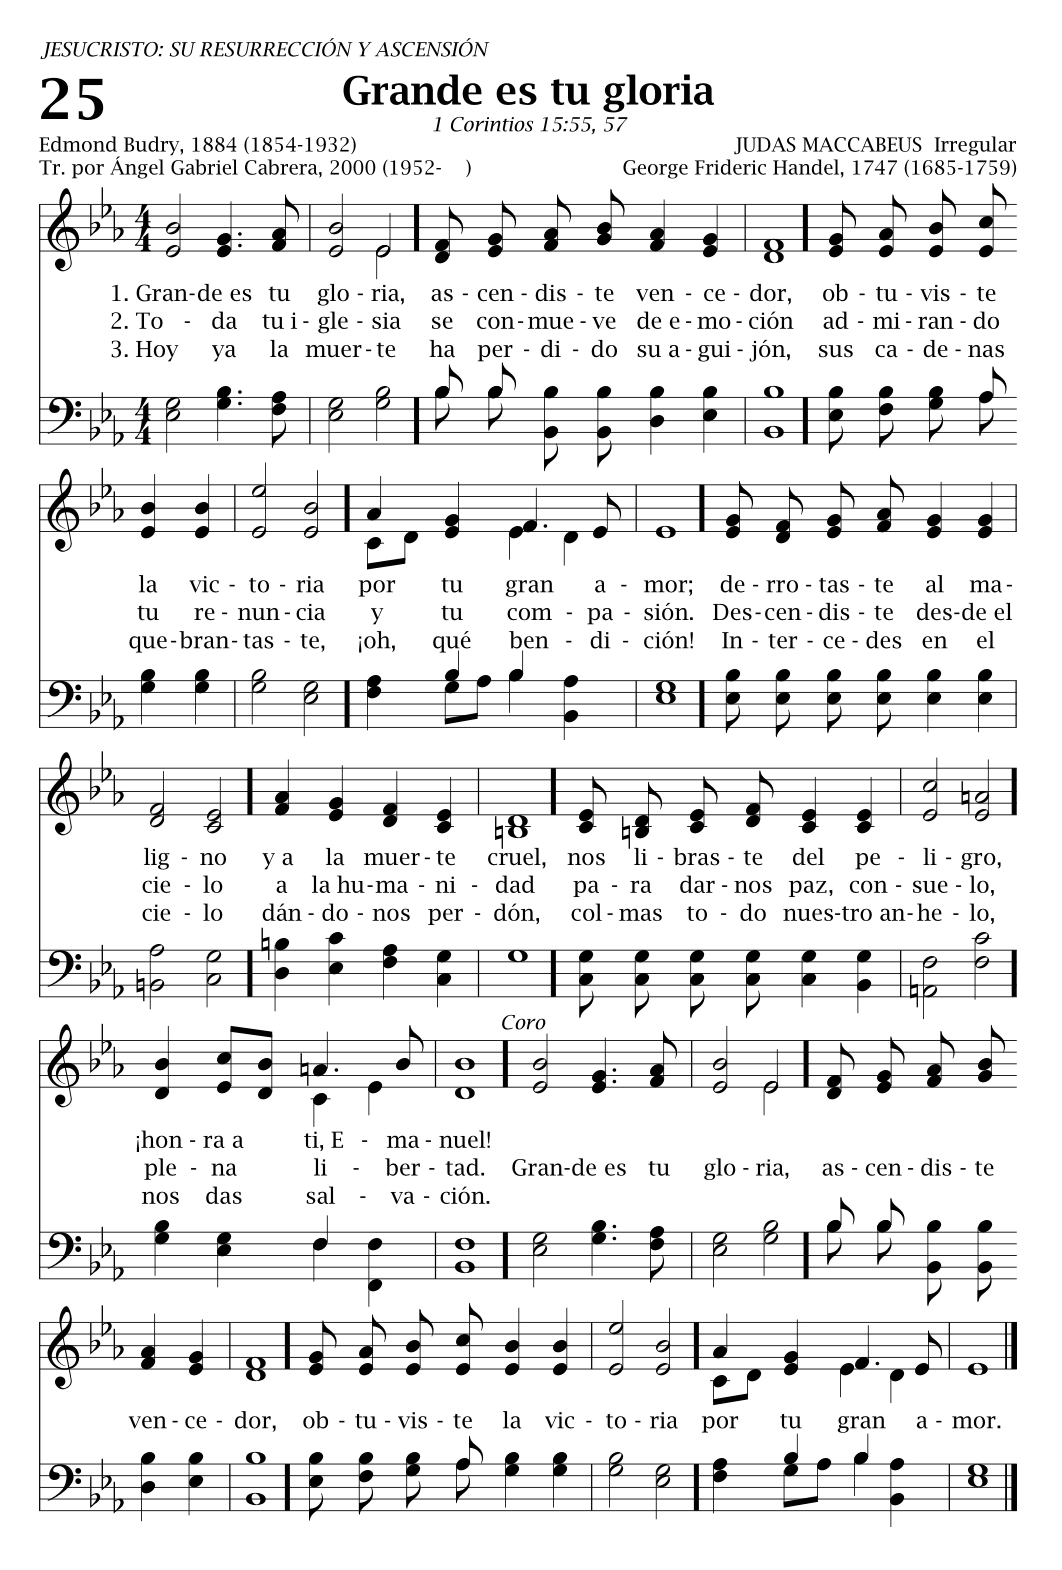 JESUCRISTO: SU RESURRECCIÓN Y ASCENSIÓN
25
Grande es tu gloria
1 Corintios 15:55, 57
Edmond Budry, 1884 (1854-1932)
JUDAS MACCABEUS Irregular
Tr. por Ángel Gabriel Cabrera, 2000 (1952- )
George Frideric Handel, 1747 (1685-1759)
1. Gran-de es tu glo - ria, as - cen - dis - te ven - ce - dor, ob - tu - vis - te
2. To - da tu i - gle - sia se con - mue - ve de e - mo - ción ad - mi - ran - do
3. Hoy ya la muer - te ha per - di - do su a - gui - jón, sus ca - de - nas
la vic - to - ria por tu gran a - mor; de - rro - tas - te al ma -
tu re - nun - cia y tu com - pa - sión. Des - cen - dis - te des - de el
que - bran - tas - te, ¡oh, qué ben - di - ción! In - ter - ce - des en el
lig - no y a la muer - te cruel, nos li - bras - te del pe - li - gro,
cie - lo a la hu - ma - ni - dad pa - ra dar - nos paz, con - sue - lo,
cie - lo dán - do - nos per - dón, col - mas to - do nues - tro an - he - lo,
Coro
¡hon - ra a ti, E - ma - nuel!
ple - na li - ber - tad. Gran-de es tu glo - ria, as - cen - dis - te
nos das sal - va - ción.
ven - ce - dor, ob - tu - vis - te la vic - to - ria por tu gran a - mor.